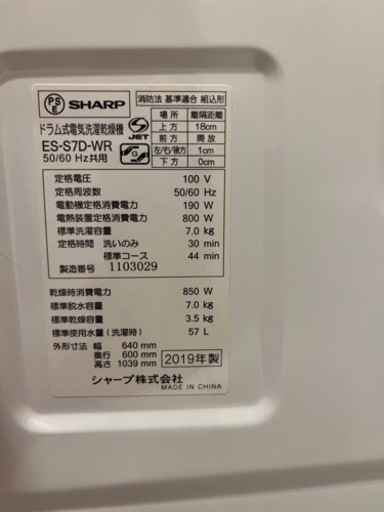 PSE SHARP
消防法 基準適合 組込形
ドラム式電気洗濯乾燥機
ES-S7D-WR
50/60 Hz共用
S JET
場所 離隔距離
上方 18cm
前方 開放
左/右/後方 1cm
下方 0cm
定格電圧 100 V
定格周波数 50/60 Hz
電動機定格消費電力 190 W
電熱装置定格消費電力 800 W
標準洗濯容量 7.0 kg
定格時間 洗いのみ 30 min
標準コース 44 min
製造番号 1103029
乾燥時消費電力 850 W
標準脱水容量 7.0 kg
標準乾燥容量 3.5 kg
標準使用水量(洗濯時) 57 L
外形寸法 幅 640 mm
奥行 600 mm
高さ 1039 mm
2019年製
シャープ株式会社
MADE IN CHINA